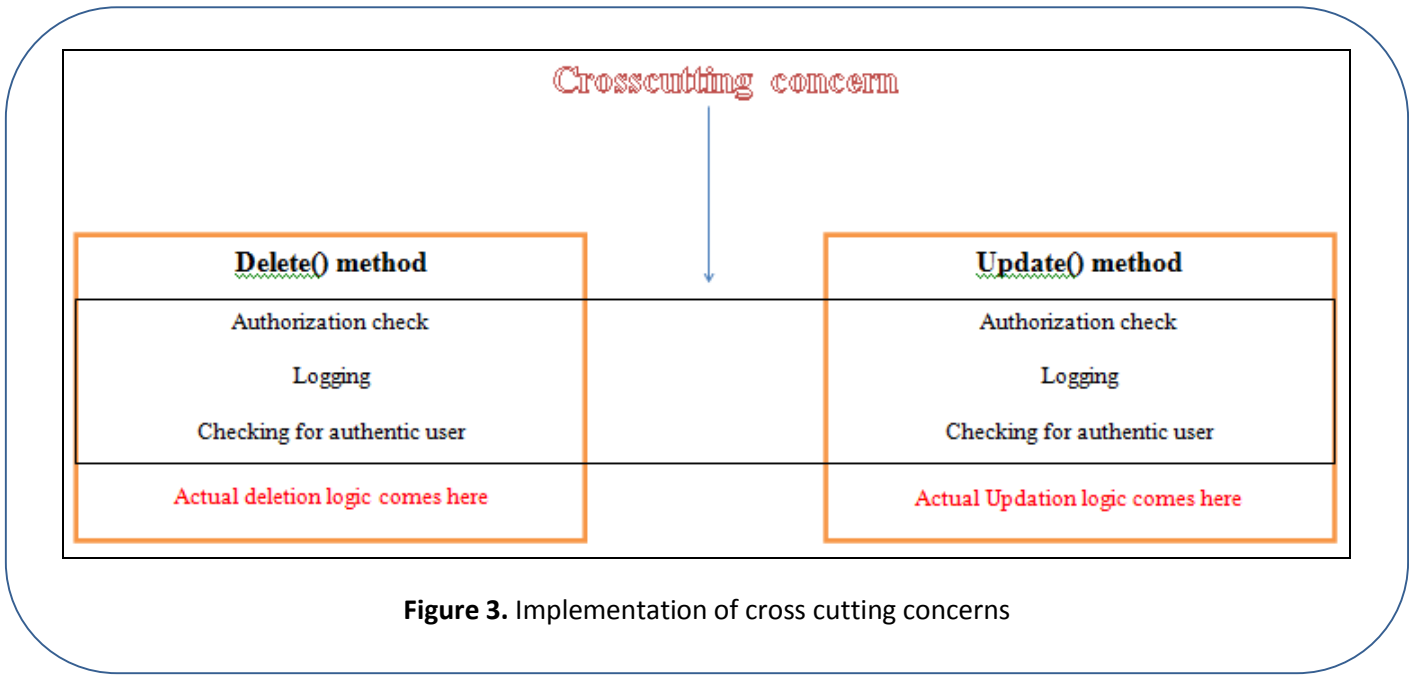 Crosscutting concern
Delete() method
Authorization check
Logging
Checking for authentic user
Actual deletion logic comes here
Update() method
Authorization check
Logging
Checking for authentic user
Actual Updation logic comes here
Figure 3. Implementation of cross cutting concerns